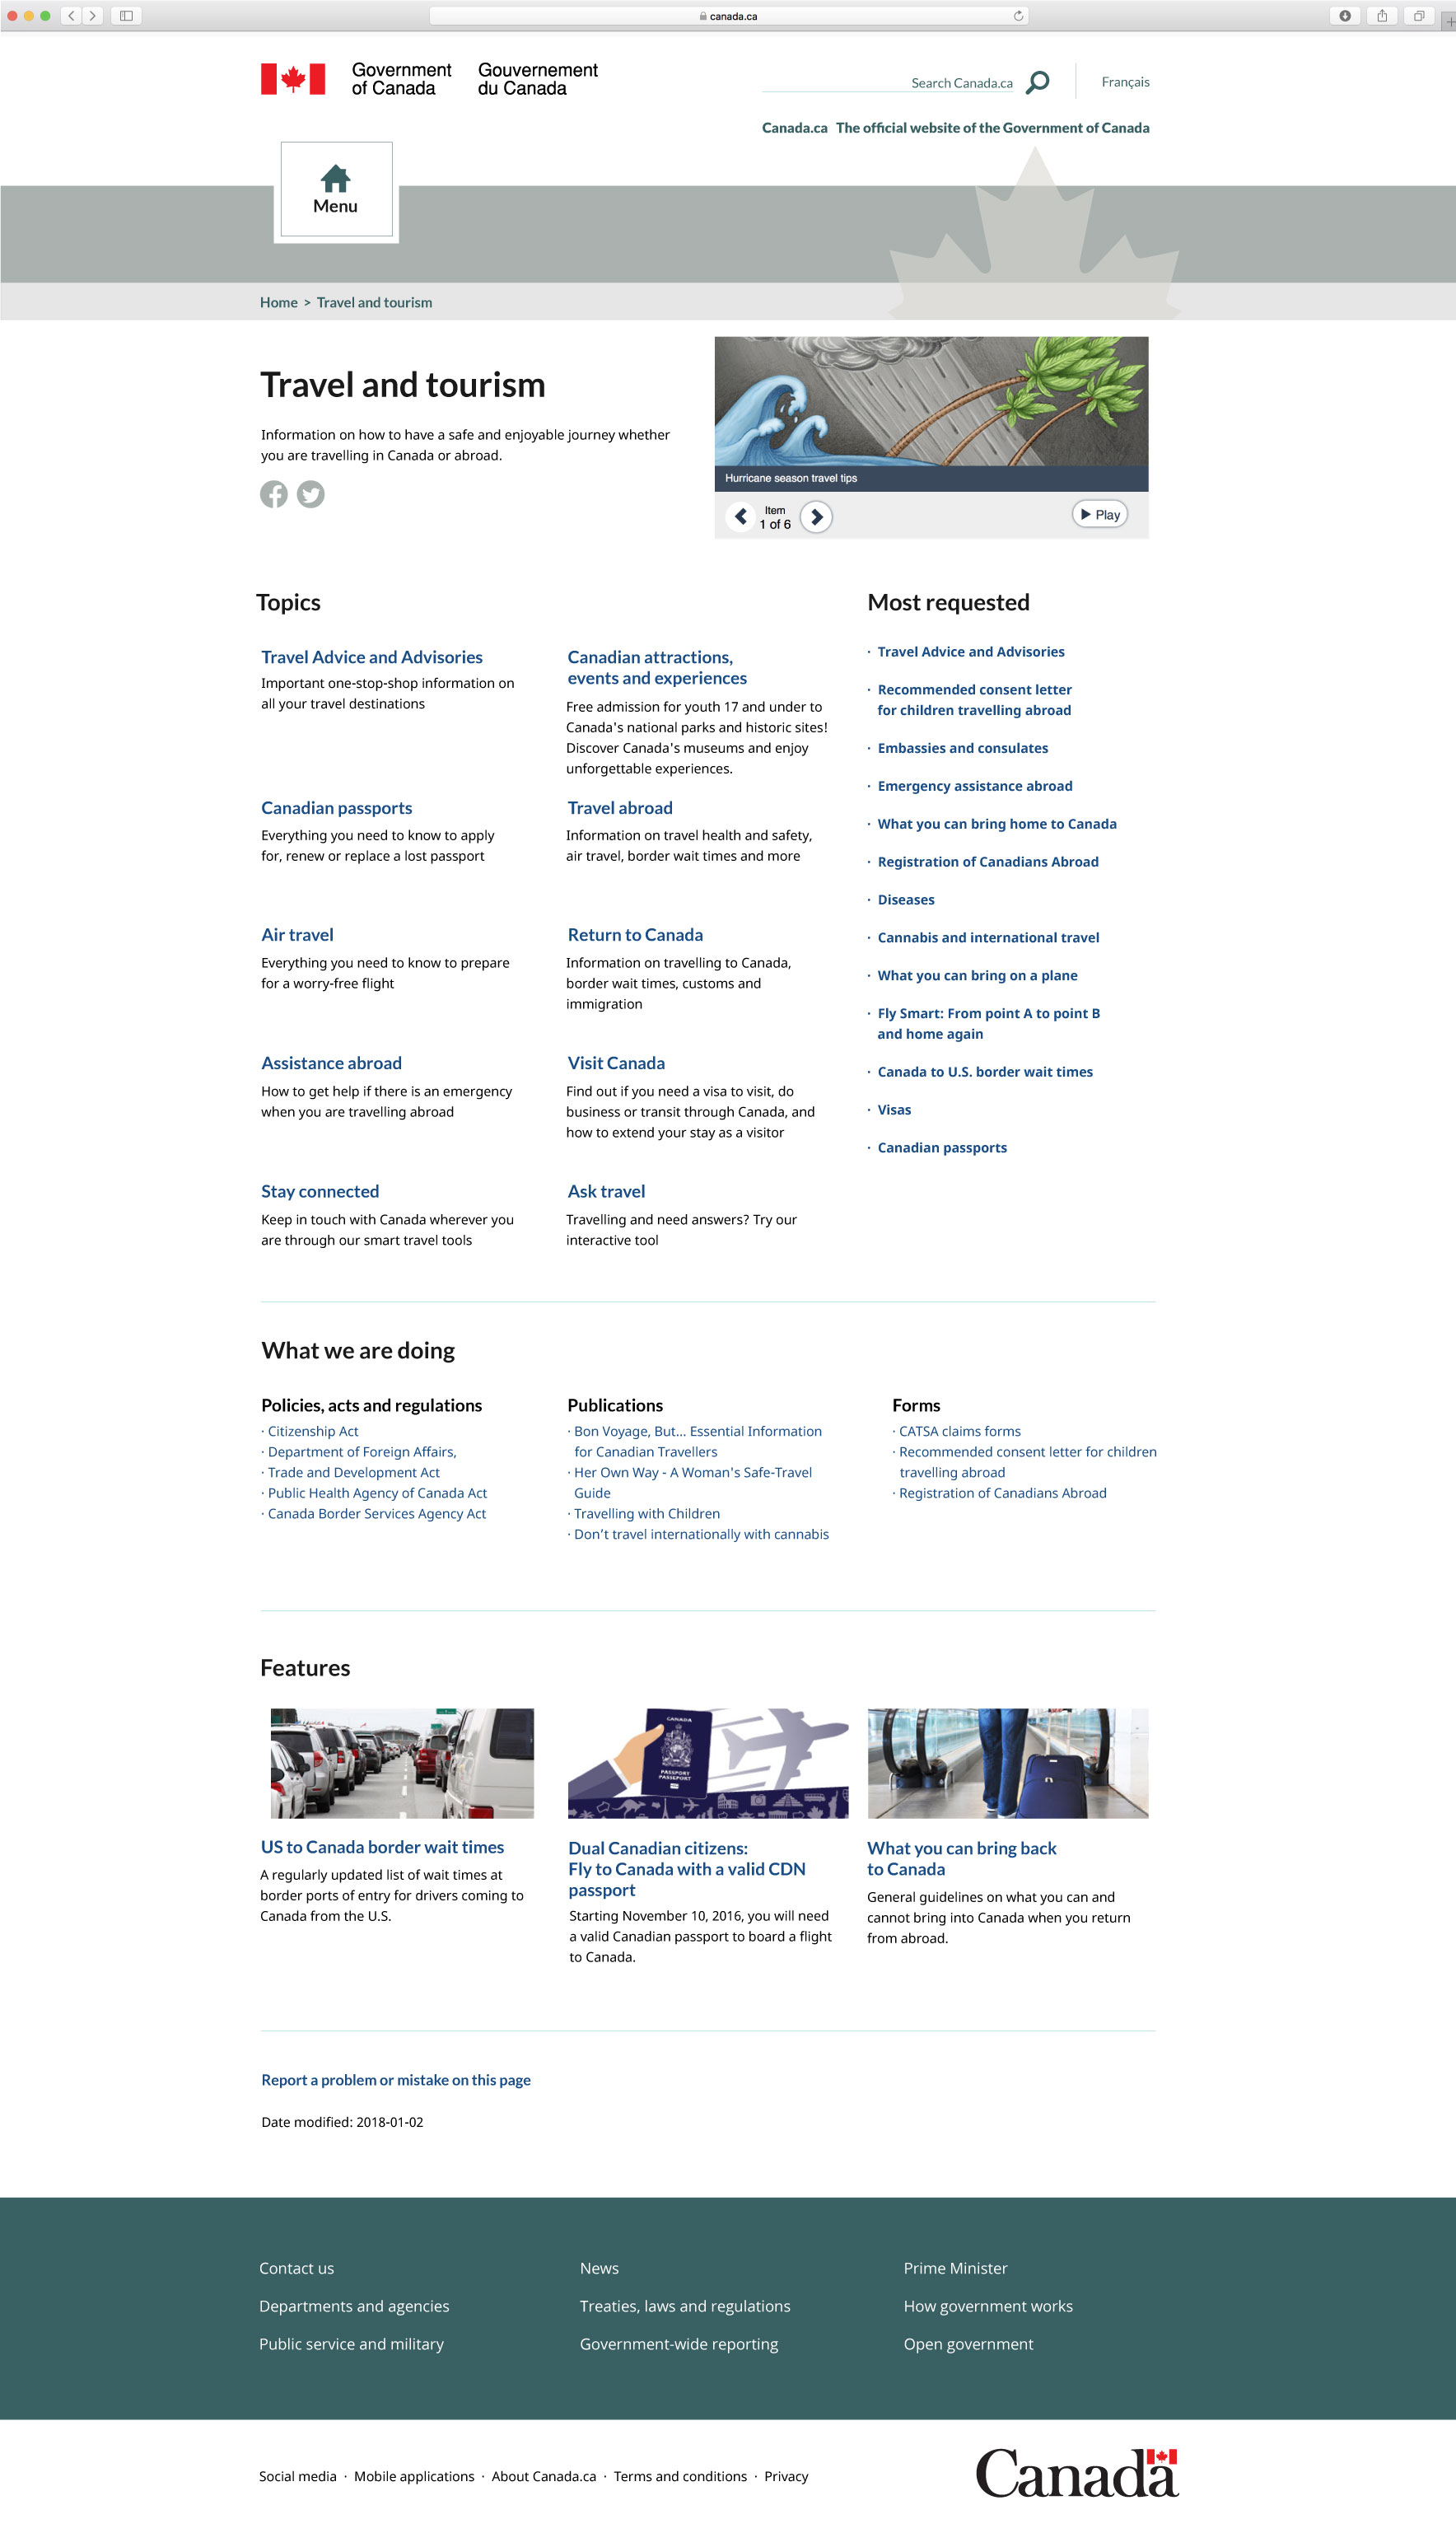 canada.ca
Government
of Canada
Gouvernement
du Canada
Search Canada.ca
Français
Canada.ca The official website of the Government of Canada
Menu
Home > Travel and tourism
Travel and tourism
Information on how to have a safe and enjoyable journey whether
you are travelling in Canada or abroad.
Hurricane season travel tips
Item
1 of 6
Play
Topics
Travel Advice and Advisories
Important one-stop-shop information on
all your travel destinations
Canadian attractions,
events and experiences
Free admission for youth 17 and under to
Canada's national parks and historic sites!
Discover Canada's museums and enjoy
unforgettable experiences.
Canadian passports
Everything you need to know to apply
for, renew or replace a lost passport
Travel abroad
Information on travel health and safety,
air travel, border wait times and more
Air travel
Everything you need to know to prepare
for a worry-free flight
Return to Canada
Information on travelling to Canada,
border wait times, customs and
immigration
Assistance abroad
How to get help if there is an emergency
when you are travelling abroad
Visit Canada
Find out if you need a visa to visit, do
business or transit through Canada, and
how to extend your stay as a visitor
Stay connected
Keep in touch with Canada wherever you
are through our smart travel tools
Ask travel
Travelling and need answers? Try our
interactive tool
Most requested
· Travel Advice and Advisories
· Recommended consent letter
for children travelling abroad
· Embassies and consulates
· Emergency assistance abroad
· What you can bring home to Canada
· Registration of Canadians Abroad
· Diseases
· Cannabis and international travel
· What you can bring on a plane
· Fly Smart: From point A to point B
and home again
· Canada to U.S. border wait times
· Visas
· Canadian passports
What we are doing
Policies, acts and regulations
· Citizenship Act
· Department of Foreign Affairs,
· Trade and Development Act
· Public Health Agency of Canada Act
· Canada Border Services Agency Act
Publications
· Bon Voyage, But... Essential Information
for Canadian Travellers
· Her Own Way - A Woman's Safe-Travel
Guide
· Travelling with Children
· Don't travel internationally with cannabis
Forms
· CATSA claims forms
· Recommended consent letter for children
travelling abroad
· Registration of Canadians Abroad
Features
CANADA
PASSPORT
PASSEPORT
US to Canada border wait times
A regularly updated list of wait times at
border ports of entry for drivers coming to
Canada from the U.S.
Dual Canadian citizens:
Fly to Canada with a valid CDN
passport
Starting November 10, 2016, you will need
a valid Canadian passport to board a flight
to Canada.
What you can bring back
to Canada
General guidelines on what you can and
cannot bring into Canada when you return
from abroad.
Report a problem or mistake on this page
Date modified: 2018-01-02
Contact us
Departments and agencies
Public service and military
News
Treaties, laws and regulations
Government-wide reporting
Prime Minister
How government works
Open government
Social media · Mobile applications · About Canada.ca · Terms and conditions · Privacy
Canada